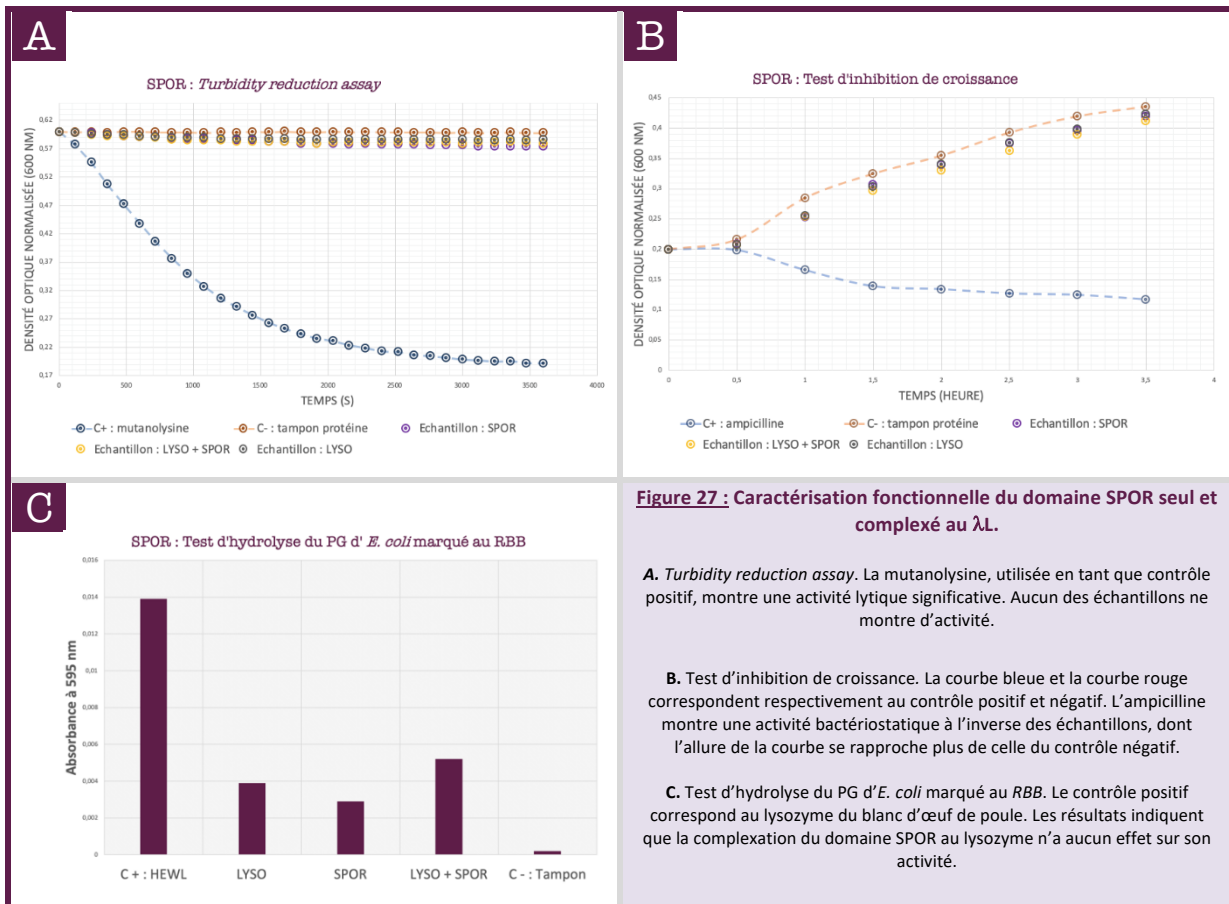 A
SPOR : Turbidity reduction assay
DENSITÉ OPTIQUE NORMALISÉE (600 NM)
0,62
0,57
0,52
0,47
0,42
0,37
0,32
0,27
0,22
0,17
0
500
1000
1500
2000
2500
3000
3500
4000
TEMPS (S)
C+ : mutanolysine
C- : tampon protéine
Echantillon : SPOR
Echantillon : LYSO + SPOR
Echantillon : LYSO
B
SPOR : Test d'inhibition de croissance
DENSITÉ OPTIQUE NORMALISÉE (600 NM)
0,45
0,4
0,35
0,3
0,25
0,2
0,15
0,1
0,05
0
0
0,5
1
1,5
2
2,5
3
3,5
4
TEMPS (HEURE)
C+ : ampicilline
C- : tampon protéine
Echantillon : SPOR
Echantillon : LYSO + SPOR
Echantillon : LYSO
C
SPOR : Test d'hydrolyse du PG d' E. coli marqué au RBB
Absorbance à 595 nm
0,016
0,014
0,012
0,01
0,008
0,006
0,004
0,002
0
C + : HEWL
LYSO
SPOR
LYSO + SPOR
C - : Tampon
Figure 27 : Caractérisation fonctionnelle du domaine SPOR seul et
complexé au λL.
A. Turbidity reduction assay. La mutanolysine, utilisée en tant que contrôle
positif, montre une activité lytique significative. Aucun des échantillons ne
montre d'activité.
B. Test d'inhibition de croissance. La courbe bleue et la courbe rouge
correspondent respectivement au contrôle positif et négatif. L'ampicilline
montre une activité bactériostatique à l'inverse des échantillons, dont
l'allure de la courbe se rapproche plus de celle du contrôle négatif.
C. Test d'hydrolyse du PG d'E. coli marqué au RBB. Le contrôle positif
correspond au lysozyme du blanc d'œuf de poule. Les résultats indiquent
que la complexation du domaine SPOR au lysozyme n'a aucun effet sur son
activité.